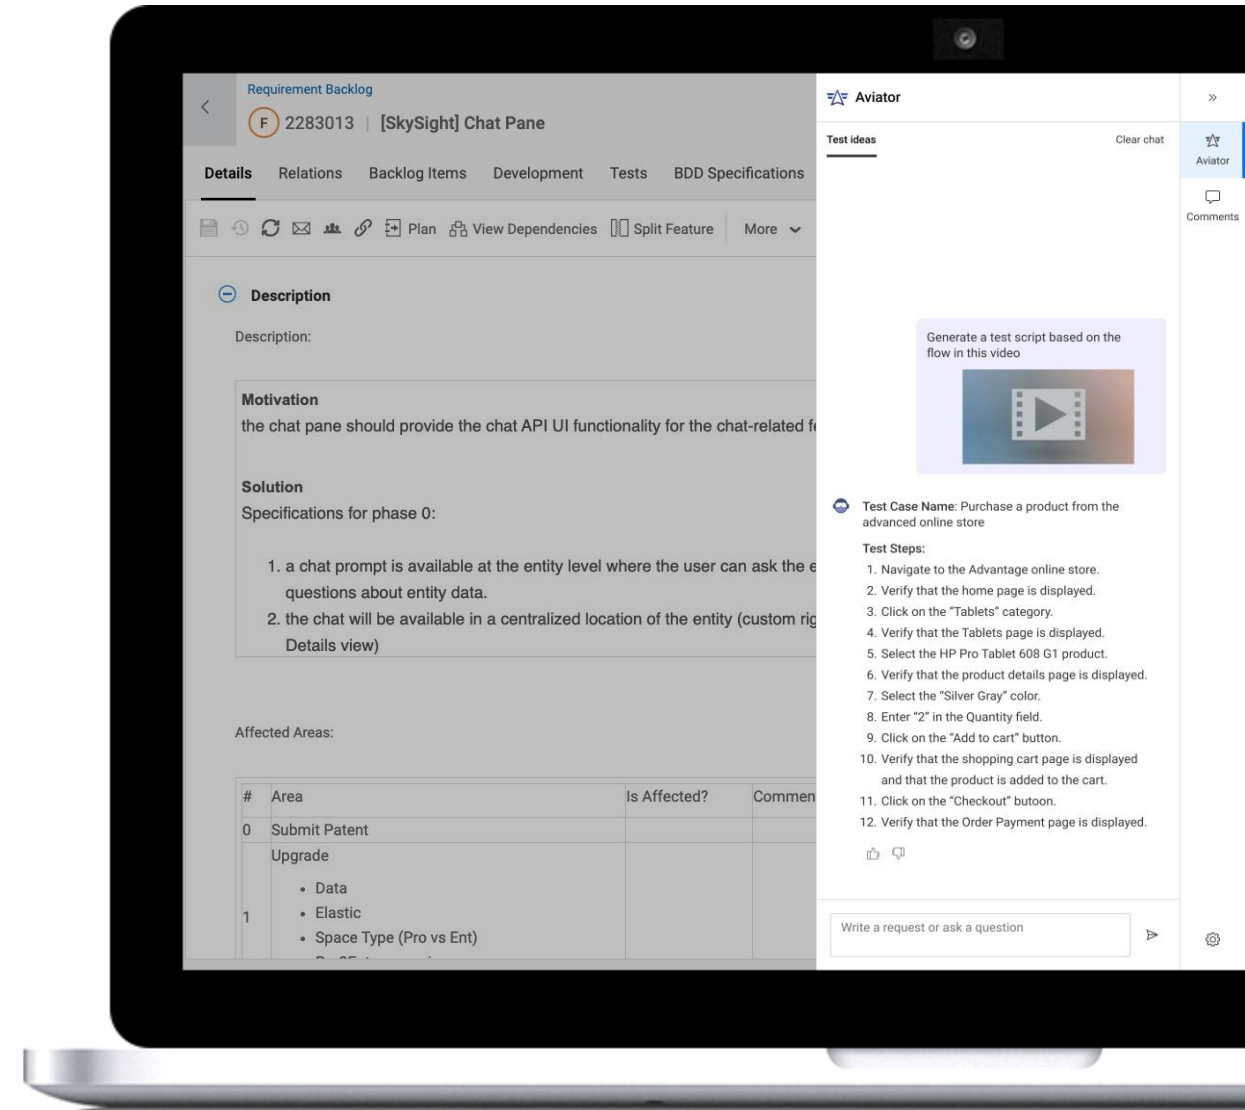 Requirement Backlog
F 2283013 | [SkySight] Chat Pane
Details Relations Backlog Items Development Tests BDD Specifications
Plan View Dependencies Split Feature More
Description
Description:
Motivation
the chat pane should provide the chat API UI functionality for the chat-related
Solution
Specifications for phase 0:
1. a chat prompt is available at the entity level where the user can ask the
questions about entity data.
2. the chat will be available in a centralized location of the entity (custom
Details view)
Affected Areas:
# Area Is Affected? Commen
0 Submit Patent
1 Upgrade
• Data
• Elastic
• Space Type (Pro vs Ent)
Aviator
Test ideas Clear chat
Generate a test script based on the
flow in this video
Test Case Name: Purchase a product from the
advanced online store
Test Steps:
1. Navigate to the Advantage online store.
2. Verify that the home page is displayed.
3. Click on the “Tablets” category.
4. Verify that the Tablets page is displayed.
5. Select the HP Pro Tablet 608 G1 product.
6. Verify that the product details page is displayed.
7. Select the “Silver Gray” color.
8. Enter “2” in the Quantity field.
9. Click on the “Add to cart” button.
10. Verify that the shopping cart page is displayed
and that the product is added to the cart.
11. Click on the “Checkout” butoon.
12. Verify that the Order Payment page is displayed.
Write a request or ask a question
Aviator
Comments